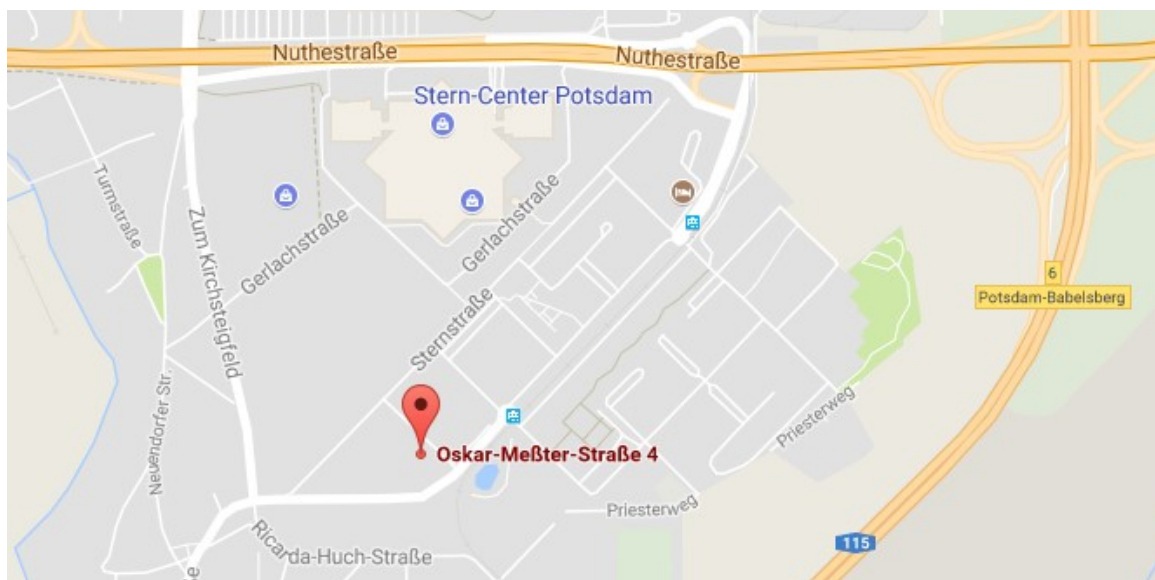 Nuthestraße
Nuthestraße
Stern-Center Potsdam
Turmstraße
Zum Kirchsteigfeld
Gerlachstraße
Gerlachstraße
6
Potsdam-Babelsberg
Sternstraße
Neuendorfer Str.
Priesterweg
Oskar-Meßter-Straße 4
Priesterweg
Ricarda-Huch-Straße
115